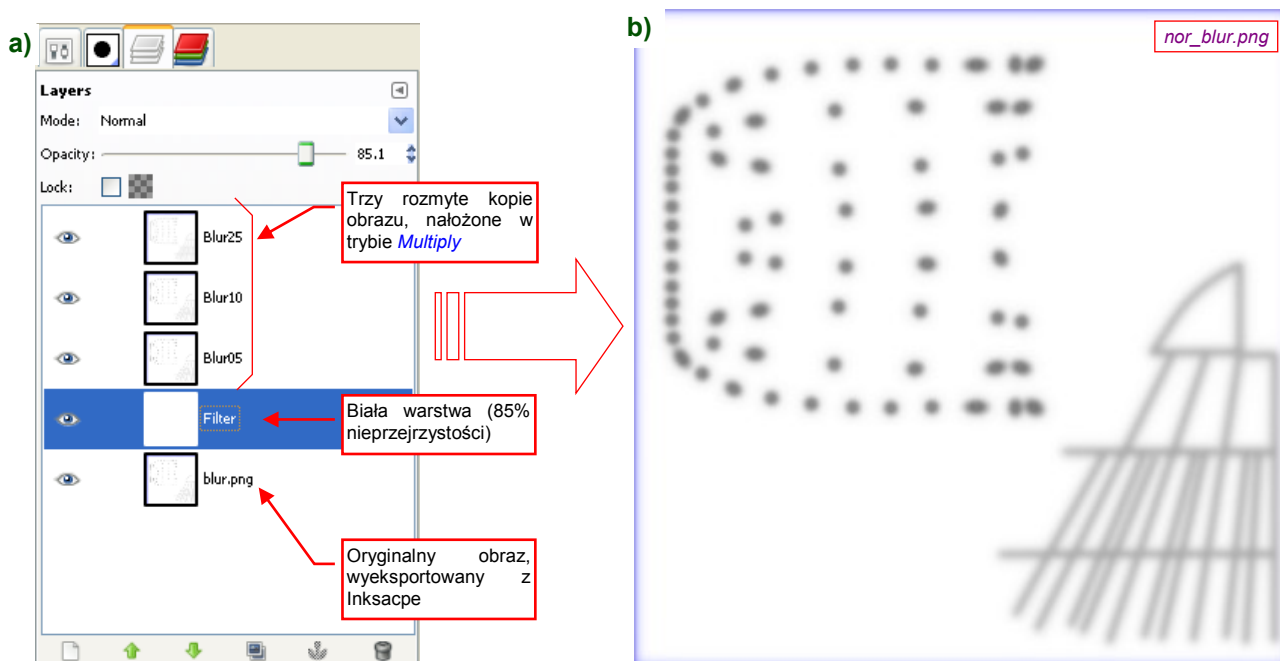 a)
Layers
Mode: Normal
Opacity: 85.1
Lock:
Blur25
Blur10
Blur05
Filter
blur.png
Trzy rozmyte kopie
obrazu, nałożone w
trybie Multiply
Biała warstwa (85%
nieprzejrzystości)
Oryginalny obraz,
wyeksportowany z
Inksacpe
b)
nor_blur.png